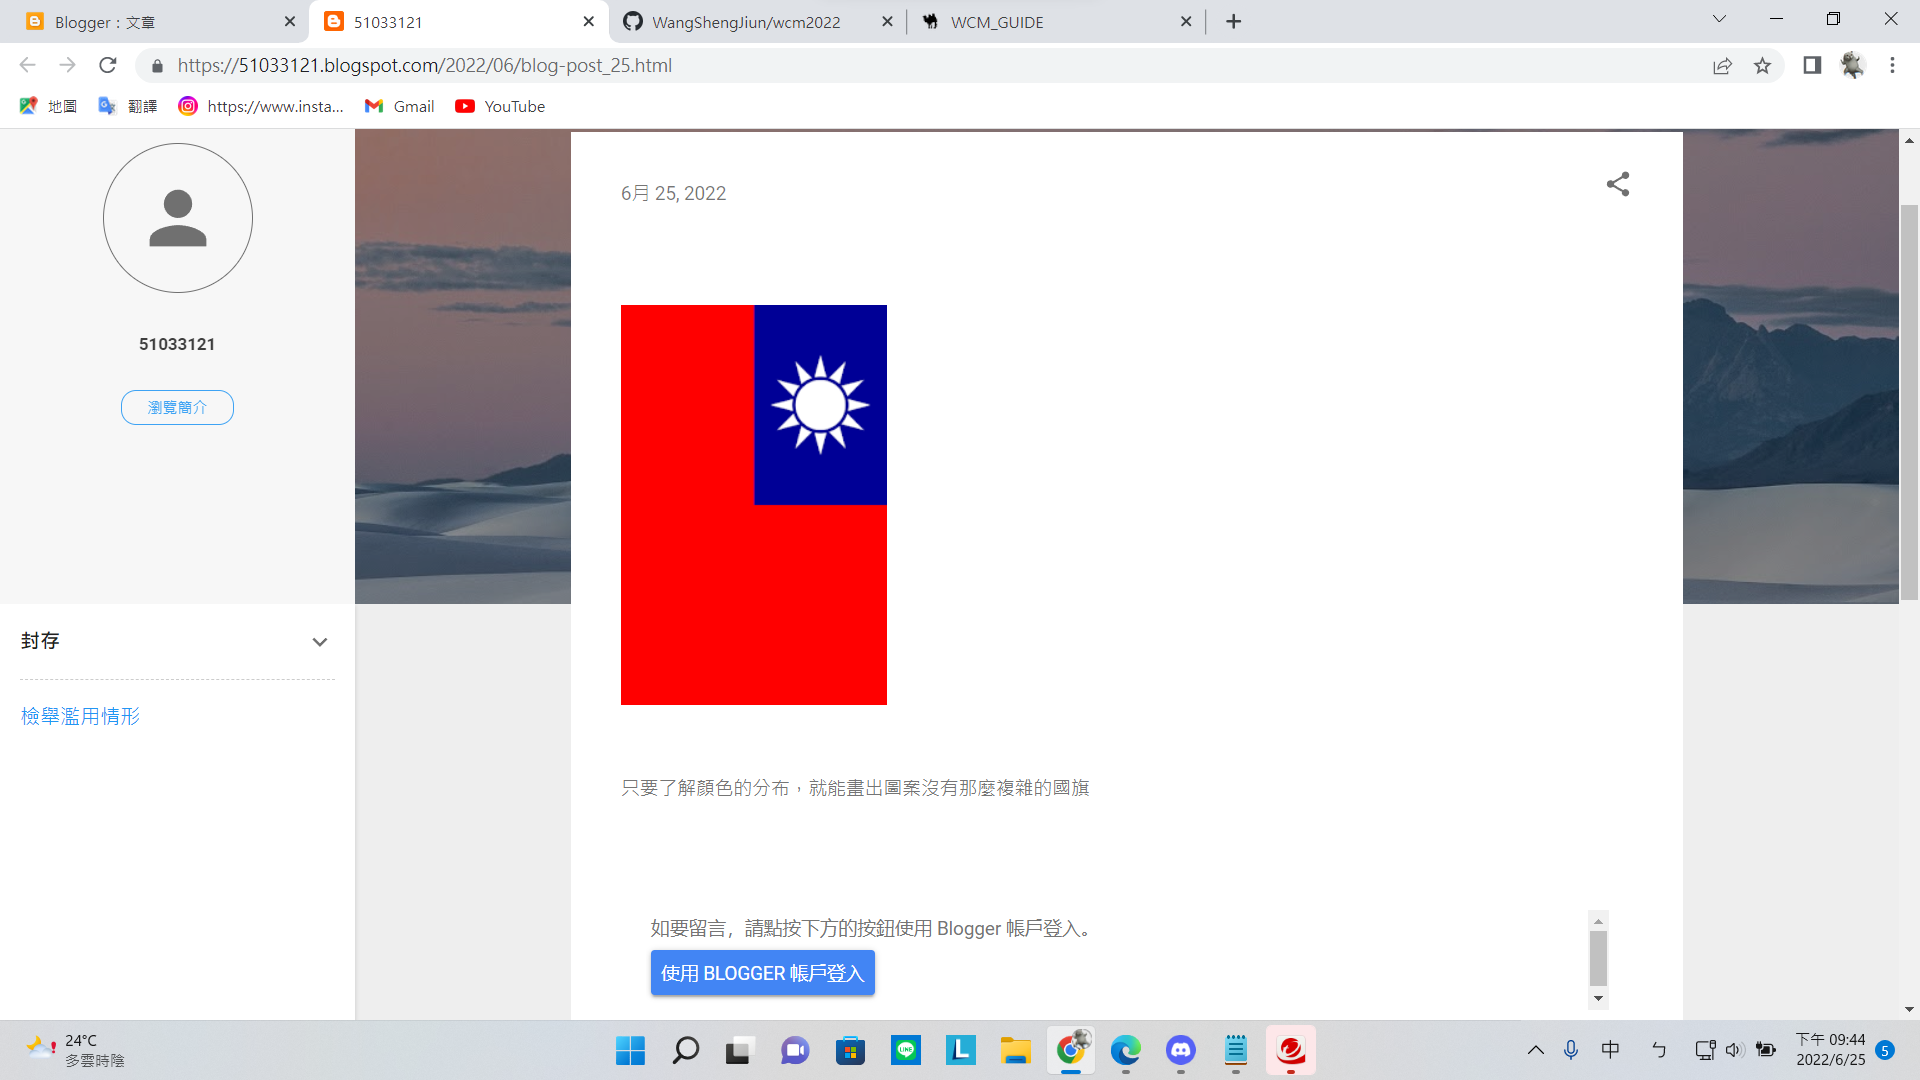 Blogger：文章
51033121
WangShengJiun/wcm2022
WCM_GUIDE
https://51033121.blogspot.com/2022/06/blog-post_25.html
地圖
翻譯
https://www.insta...
Gmail
YouTube
6月 25, 2022
51033121
瀏覽簡介
封存
檢舉濫用情形
只要了解顏色的分布，就能畫出圖案沒有那麼複雜的國旗
如要留言，請點按下方的按鈕使用 Blogger 帳戶登入。
使用 BLOGGER 帳戶登入
24°C
多雲時陰
LINE
L
中
ㄅ
下午 09:44
2022/6/25
5